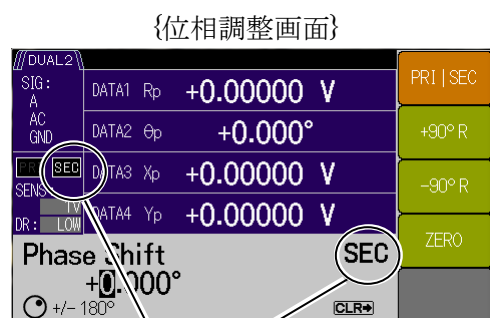 {位相調整画面}
DUAL2
SIG:
A
AC
GND
DATA1 Rp +0.00000 V
DATA2 θp +0.000°
DATA3 Xp +0.00000 V
DATA4 Yp +0.00000 V
SEC
SENS
1V
DR: LOW
PRI|SEC
+90° R
−90° R
ZERO
Phase Shift SEC
+0.000°
+/− 180° CLR